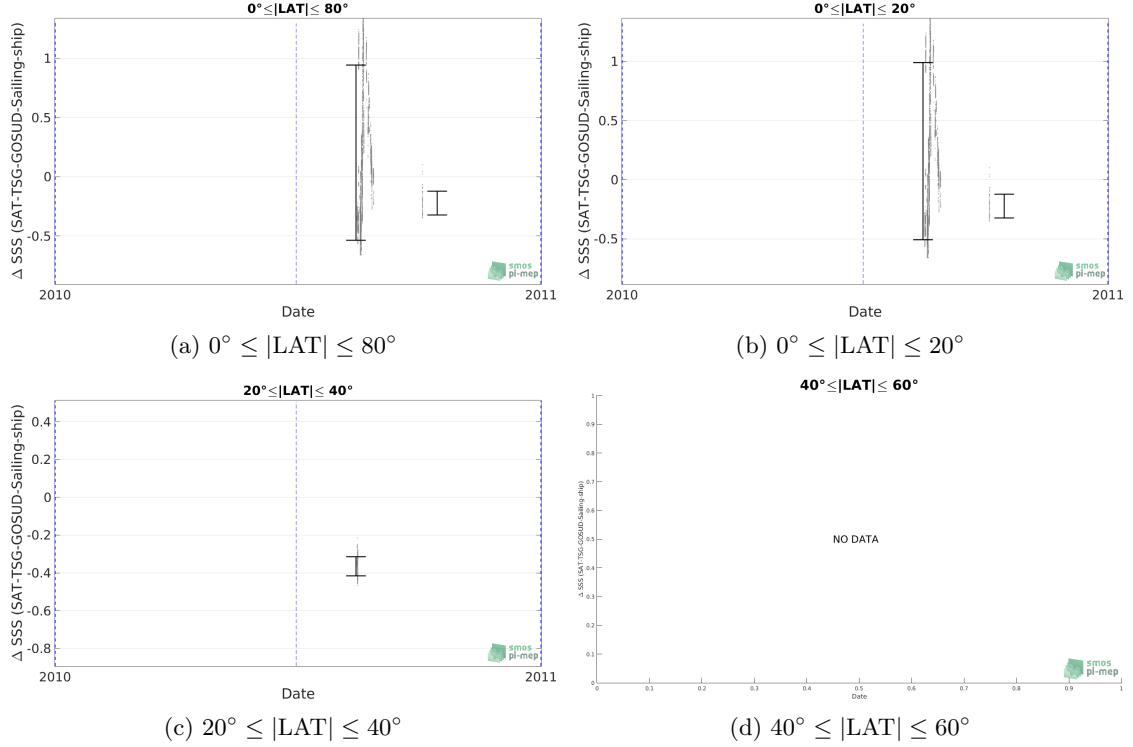 0°≤|LAT|≤ 80°
Δ SSS (SAT-TSG-GOSUD-Sailing-ship)
1
0.5
0
-0.5
2010
2011
Date
smos
pi-mep
(a) 0° ≤ |LAT| ≤ 80°
0°≤|LAT|≤ 20°
Δ SSS (SAT-TSG-GOSUD-Sailing-ship)
1
0.5
0
-0.5
2010
2011
Date
smos
pi-mep
(b) 0° ≤ |LAT| ≤ 20°
20°≤|LAT|≤ 40°
Δ SSS (SAT-TSG-GOSUD-Sailing-ship)
0.4
0.2
0
-0.2
-0.4
-0.6
-0.8
2010
2011
Date
smos
pi-mep
(c) 20° ≤ |LAT| ≤ 40°
40°≤|LAT|≤ 60°
Δ SSS (SAT-TSG-GOSUD-Sailing-ship)
1
0.9
0.8
0.7
0.6
0.5
0.4
0.3
0.2
0.1
0
NO DATA
0 0.1 0.2 0.3 0.4 0.5 0.6 0.7 0.8 0.9 1
Date
smos
pi-mep
(d) 40° ≤ |LAT| ≤ 60°